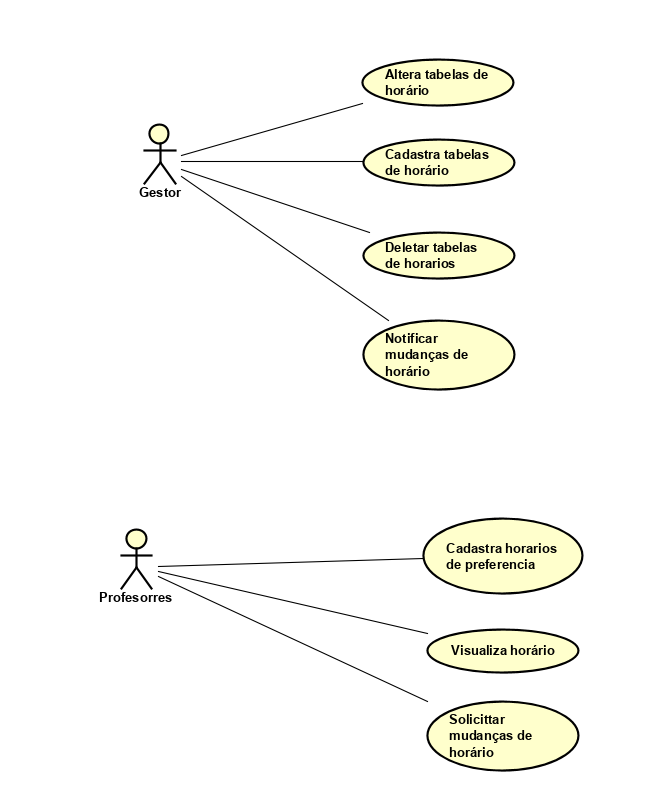 Altera tabelas de
horário
Cadastra tabelas
de horário
Gestor
Deletar tabelas
de horarios
Notificar
mudanças de
horário
Cadastra horarios
de preferencia
Profesorres
Visualiza horário
Solicittar
mudanças de
horário